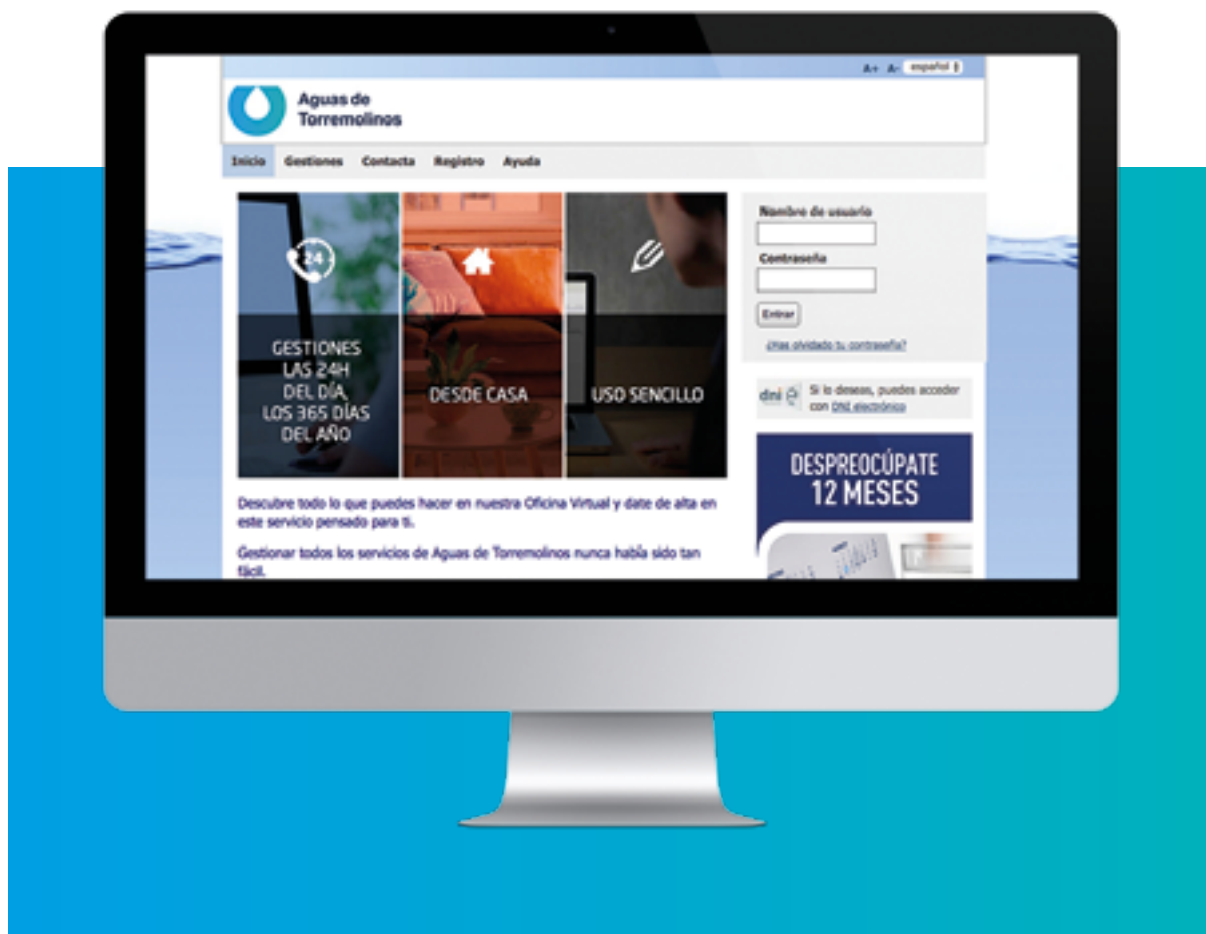 A+ A- español
Aguas de
Torremolinos
Inicio Gestiones Contacta Registro Ayuda
24
GESTIONES
LAS 24H
DEL DÍA,
LOS 365 DÍAS
DEL AÑO
DESDE CASA
USO SENCILLO
Descubre todo lo que puedes hacer en nuestra Oficina Virtual y date de alta en
este servicio pensado para ti.
Gestionar todos los servicios de Aguas de Torremolinos nunca había sido tan
fácil.
Nombre de usuario
Contraseña
Entrar
¿Has olvidado tu contraseña?
dni e
Si lo deseas, puedes acceder
con DNI electrónico
DESPREOCÚPATE
12 MESES